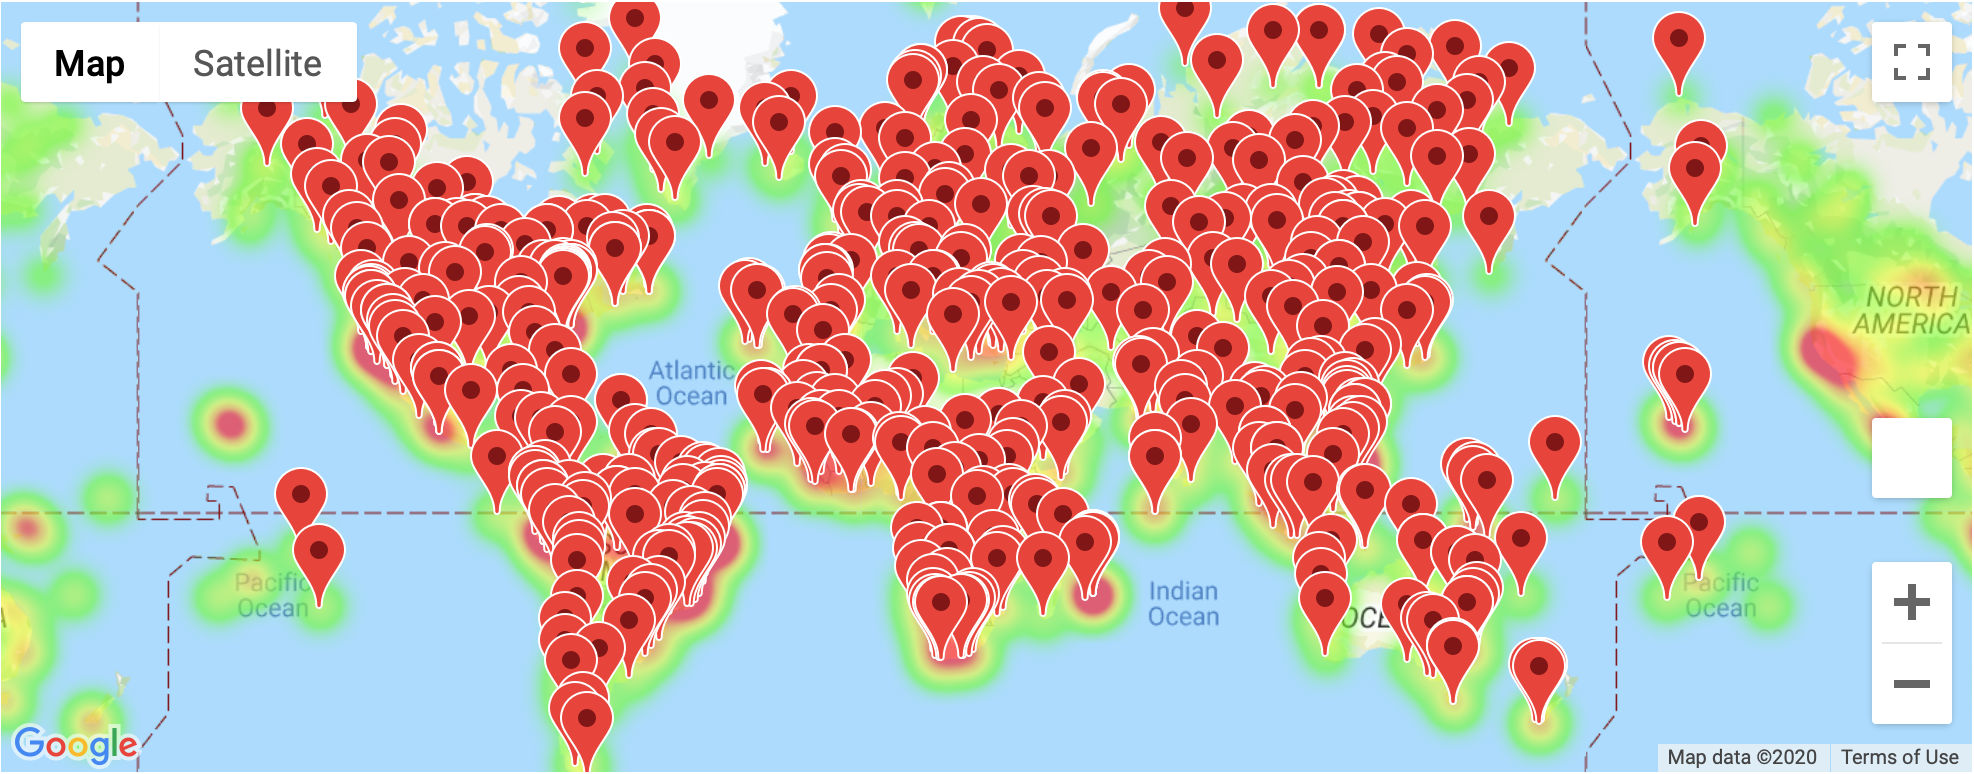 Map
Satellite
NORTH
AMERICA
Atlantic
Ocean
Pacific
Ocean
Indian
Ocean
Pacific
Ocean
Google
Map data ©2020
Terms of Use